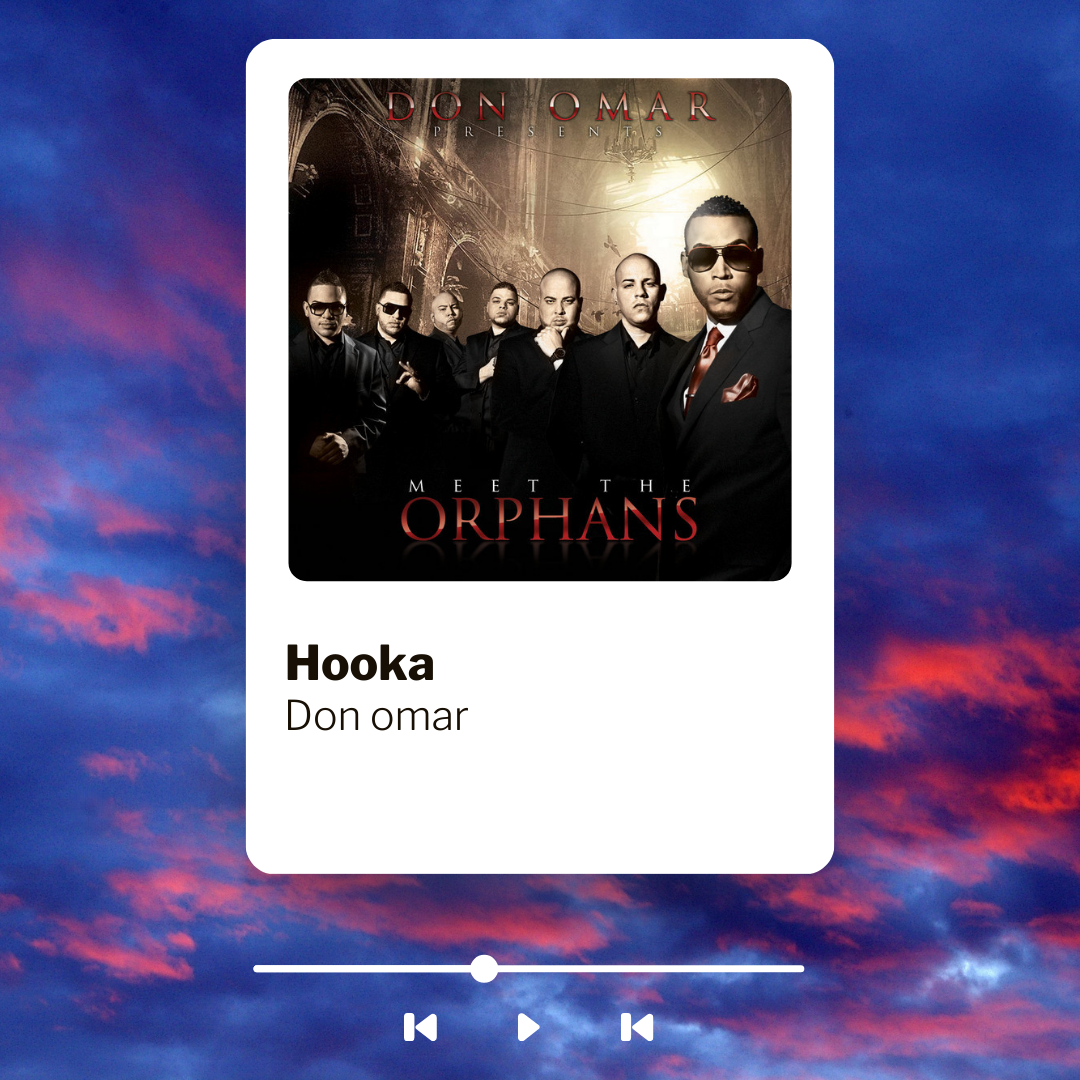 DON OMAR
PRESENTS
MEET THE
ORPHANS
Hooka
Don omar